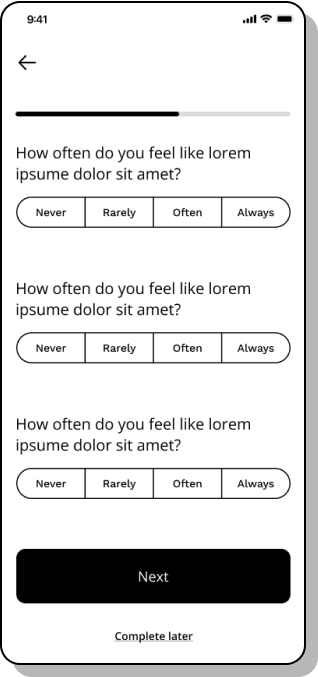 9:41
How often do you feel like lorem
ipsume dolor sit amet?
Never Rarely Often Always
How often do you feel like lorem
ipsume dolor sit amet?
Never Rarely Often Always
How often do you feel like lorem
ipsume dolor sit amet?
Never Rarely Often Always
Next
Complete later